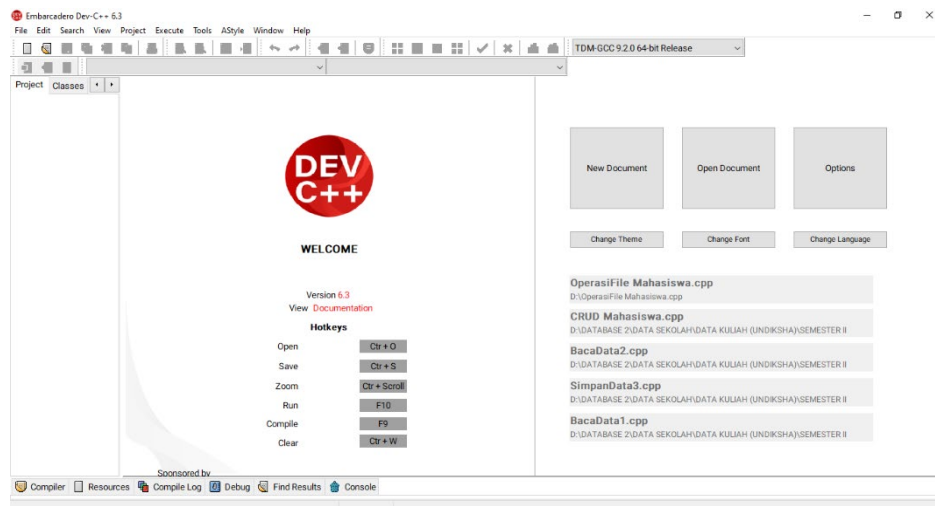 Embarcadero Dev-C++ 6.3
File Edit Search View Project Execute Tools AStyle Window Help
TDM-GCC 9.2.0 64-bit Release
Project Classes
DEV
C++
WELCOME
Version 6.3
View Documentation
Hotkeys
Open Ctr + O
Save Ctr + S
Zoom Ctr + Scroll
Run F10
Compile F9
Clear Ctr + W
Sponsored by
New Document Open Document Options
Change Theme Change Font Change Language
OperasiFile Mahasiswa.cpp
D:\OperasiFile Mahasiswa.cpp
CRUD Mahasiswa.cpp
D:\DATABASE 2\DATA SEKOLAH\DATA KULIAH (UNDIKSHA)\SEMESTER II
BacaData2.cpp
D:\DATABASE 2\DATA SEKOLAH\DATA KULIAH (UNDIKSHA)\SEMESTER II
SimpanData3.cpp
D:\DATABASE 2\DATA SEKOLAH\DATA KULIAH (UNDIKSHA)\SEMESTER II
BacaData1.cpp
D:\DATABASE 2\DATA SEKOLAH\DATA KULIAH (UNDIKSHA)\SEMESTER II
Compiler Resources Compile Log Debug Find Results Console